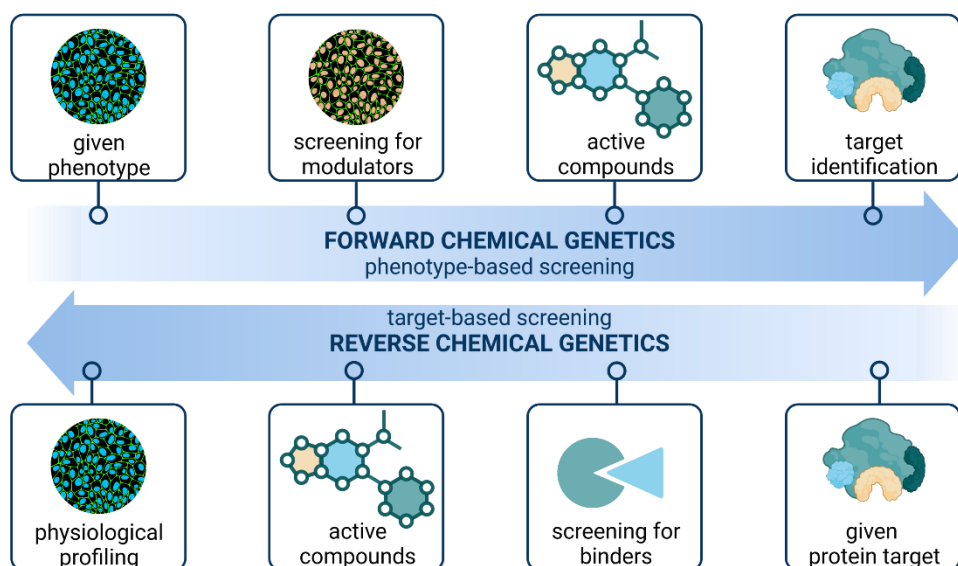 given
phenotype
screening for
modulators
active
compounds
target
identification
FORWARD CHEMICAL GENETICS
phenotype-based screening
target-based screening
REVERSE CHEMICAL GENETICS
physiological
profiling
active
compounds
screening for
binders
given
protein target